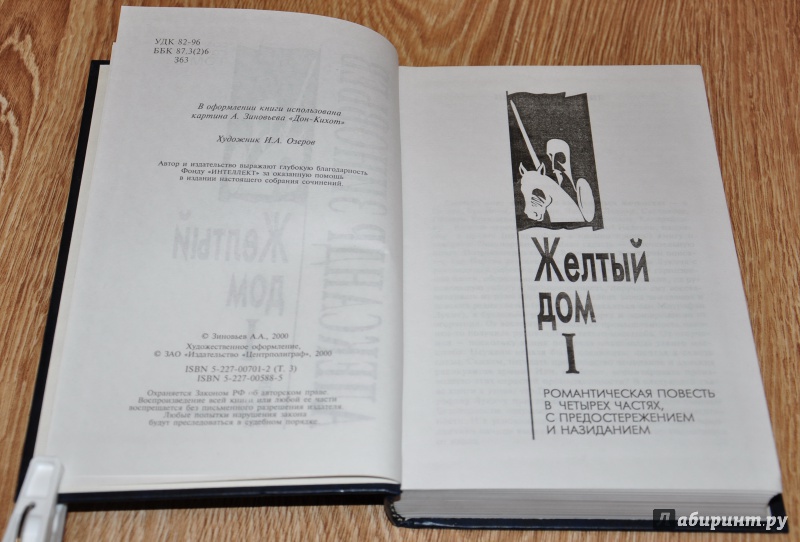 УДК 82-96
ББК 87.3(2)6
З63
В оформлении книги использована
картина А. Зиновьева «Дон-Кихот»
Художник И.А. Озеров
Автор и издательство выражают глубокую благодарность
Фонду «ИНТЕЛЛЕКТ» за оказанную помощь
в издании настоящего собрания сочинений.
© Зиновьев А.А., 2000
Художественное оформление,
© ЗАО «Издательство «Центрполиграф», 2000
ISBN 5-227-00701-2 (Т. 3)
ISBN 5-227-00588-5
Охраняется Законом РФ об авторском праве.
Воспроизведение всей книги или любой ее части
воспрещается без письменного разрешения издателя.
Любые попытки нарушения закона
будут преследоваться в судебном порядке.
Желтый
дом
I
РОМАНТИЧЕСКАЯ ПОВЕСТЬ
В ЧЕТЫРЕХ ЧАСТЯХ,
С ПРЕДОСТЕРЕЖЕНИЕМ
И НАЗИДАНИЕМ
Лабиринт.ру